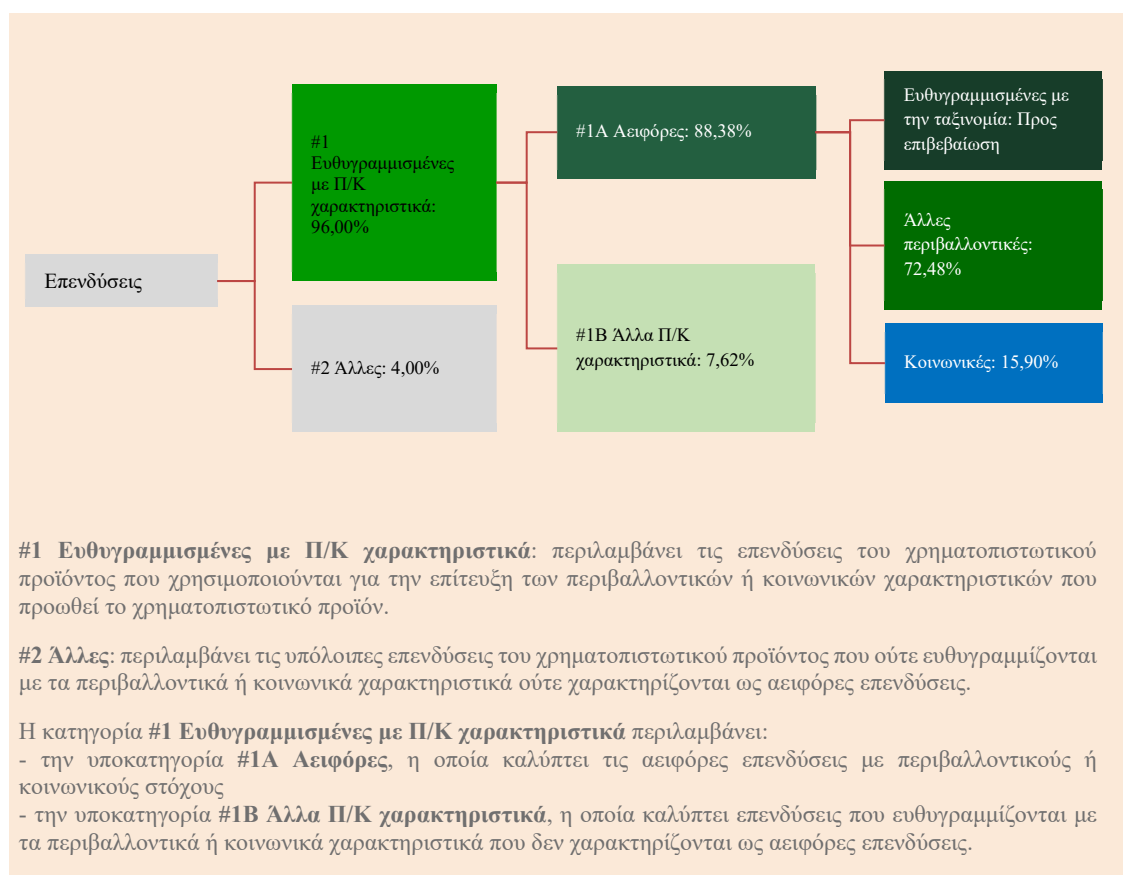 Επενδύσεις
#1
Ευθυγραμμισμένες
με Π/Κ
χαρακτηριστικά:
96,00%
#2 Άλλες: 4,00%
#1Α Αειφόρες: 88,38%
#1Β Άλλα Π/Κ
χαρακτηριστικά: 7,62%
Ευθυγραμμισμένες με
την ταξινομία: Προς
επιβεβαίωση
Άλλες
περιβαλλοντικές:
72,48%
Κοινωνικές: 15,90%
#1 Ευθυγραμμισμένες με Π/Κ χαρακτηριστικά: περιλαμβάνει τις επενδύσεις του χρηματοπιστωτικού
προϊόντος που χρησιμοποιούνται για την επίτευξη των περιβαλλοντικών ή κοινωνικών χαρακτηριστικών που
προωθεί το χρηματοπιστωτικό προϊόν.
#2 Άλλες: περιλαμβάνει τις υπόλοιπες επενδύσεις του χρηματοπιστωτικού προϊόντος που ούτε ευθυγραμμίζονται
με τα περιβαλλοντικά ή κοινωνικά χαρακτηριστικά ούτε χαρακτηρίζονται ως αειφόρες επενδύσεις.
Η κατηγορία #1 Ευθυγραμμισμένες με Π/Κ χαρακτηριστικά περιλαμβάνει:
- την υποκατηγορία #1Α Αειφόρες, η οποία καλύπτει τις αειφόρες επενδύσεις με περιβαλλοντικούς ή
κοινωνικούς στόχους
- την υποκατηγορία #1Β Άλλα Π/Κ χαρακτηριστικά, η οποία καλύπτει επενδύσεις που ευθυγραμμίζονται με
τα περιβαλλοντικά ή κοινωνικά χαρακτηριστικά που δεν χαρακτηρίζονται ως αειφόρες επενδύσεις.